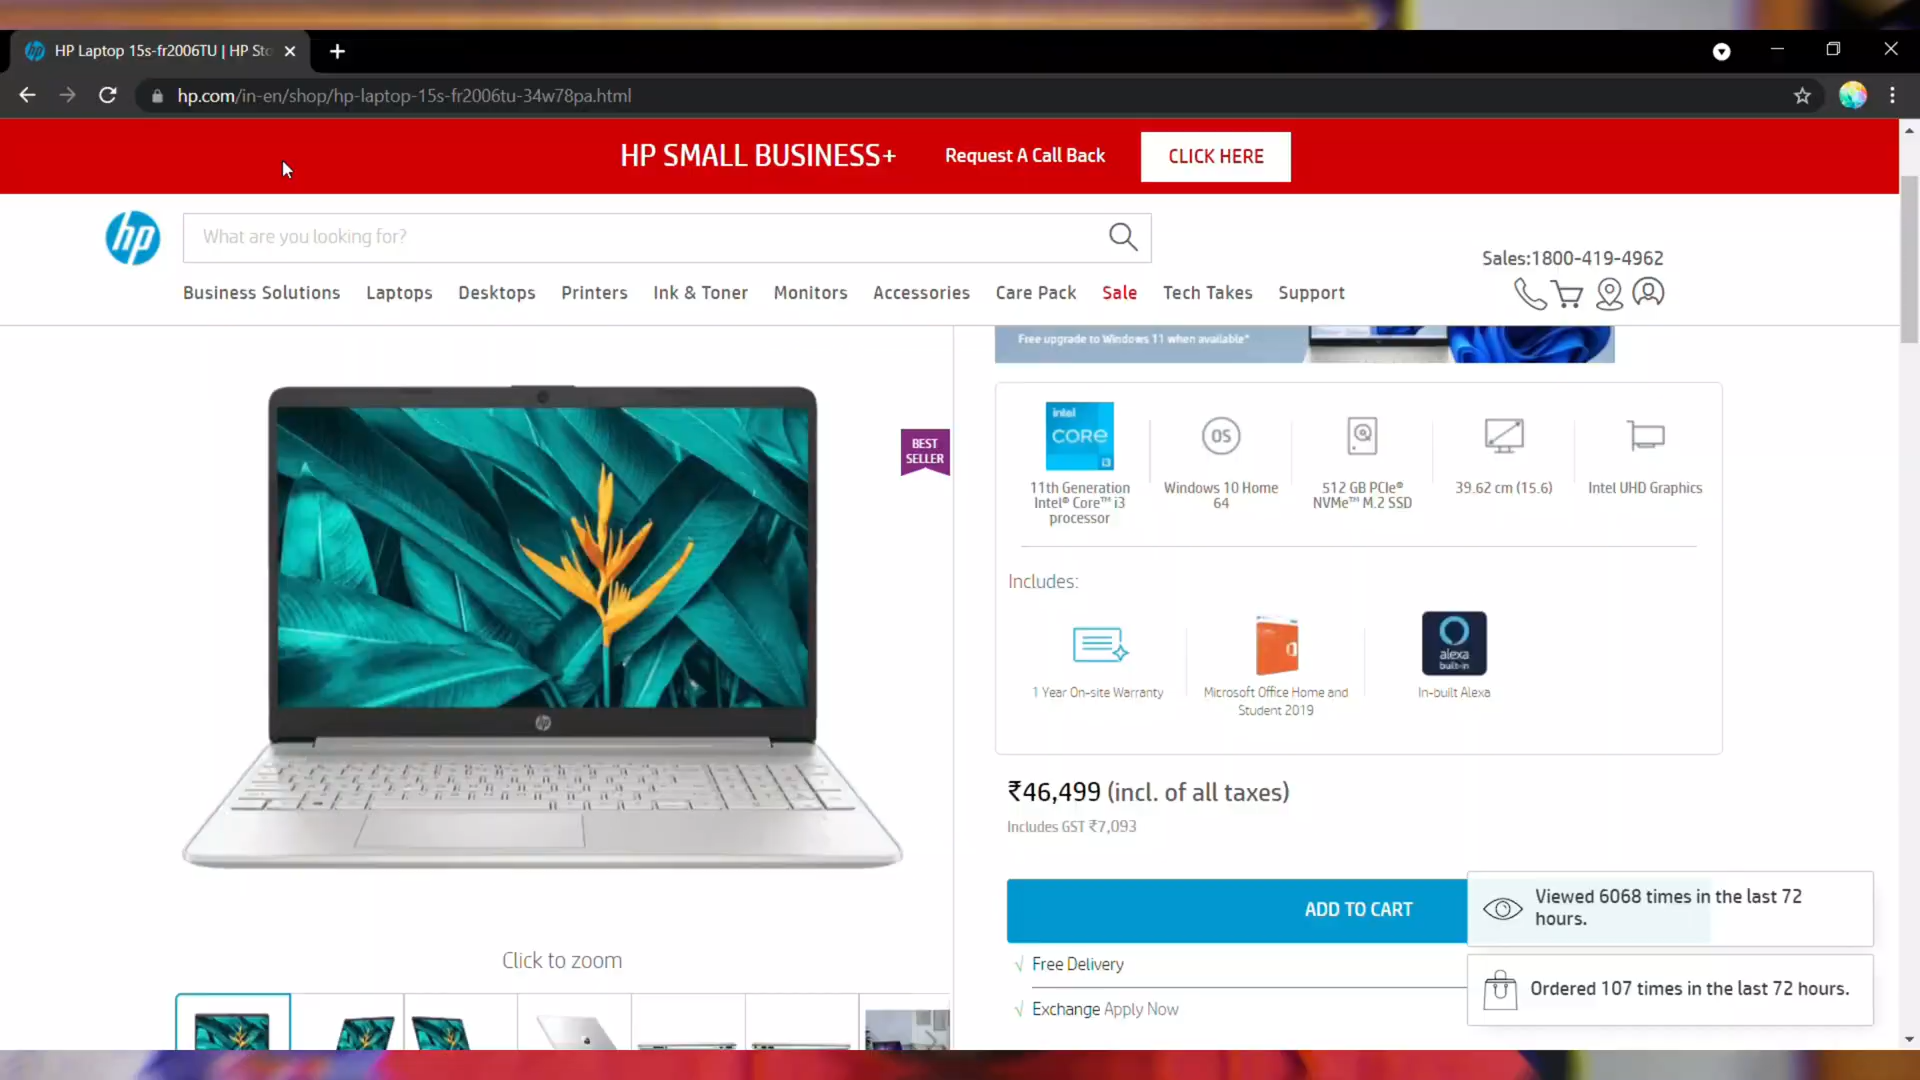 HP Laptop 15s-fr2006TU | HP Sto
hp.com/in-en/shop/hp-laptop-15s-fr2006tu-34w78pa.html
HP SMALL BUSINESS+ Request A Call Back CLICK HERE
hp What are you looking for?
Sales:1800-419-4962
Business Solutions Laptops Desktops Printers Ink & Toner Monitors Accessories Care Pack Sale Tech Takes Support
Free upgrade to Windows 11 when available*
BEST
SELLER
intel
CORE
i3
OS
11th Generation
Intel® Core™ i3
processor
Windows 10 Home
64
512 GB PCIe®
NVMe™ M.2 SSD
39.62 cm (15.6)
Intel UHD Graphics
Includes:
alexa
built-in
1 Year On-site Warranty
Microsoft Office Home and
Student 2019
In-built Alexa
hp
₹46,499 (incl. of all taxes)
Includes GST ₹7,093
ADD TO CART
Viewed 6068 times in the last 72
hours.
Click to zoom
√ Free Delivery
Ordered 107 times in the last 72 hours.
√ Exchange Apply Now